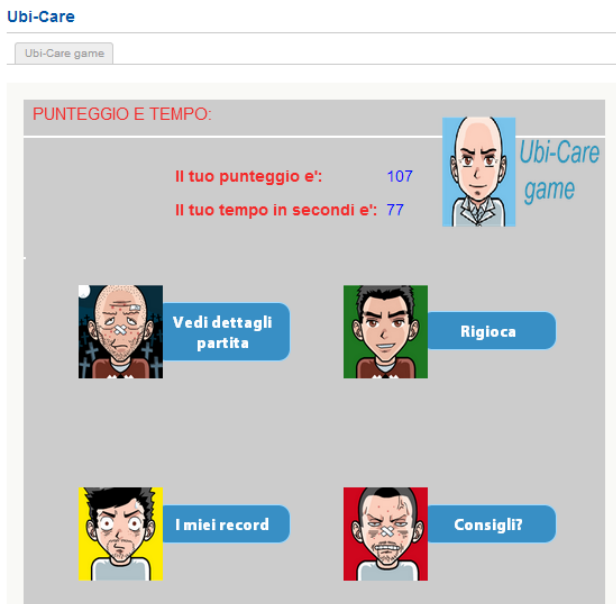 Ubi-Care
Ubi-Care game
PUNTEGGIO E TEMPO:
Ubi-Care
game
Il tuo punteggio e': 107
Il tuo tempo in secondi e': 77
Vedi dettagli
partita
Rigioca
I miei record
Consigli?